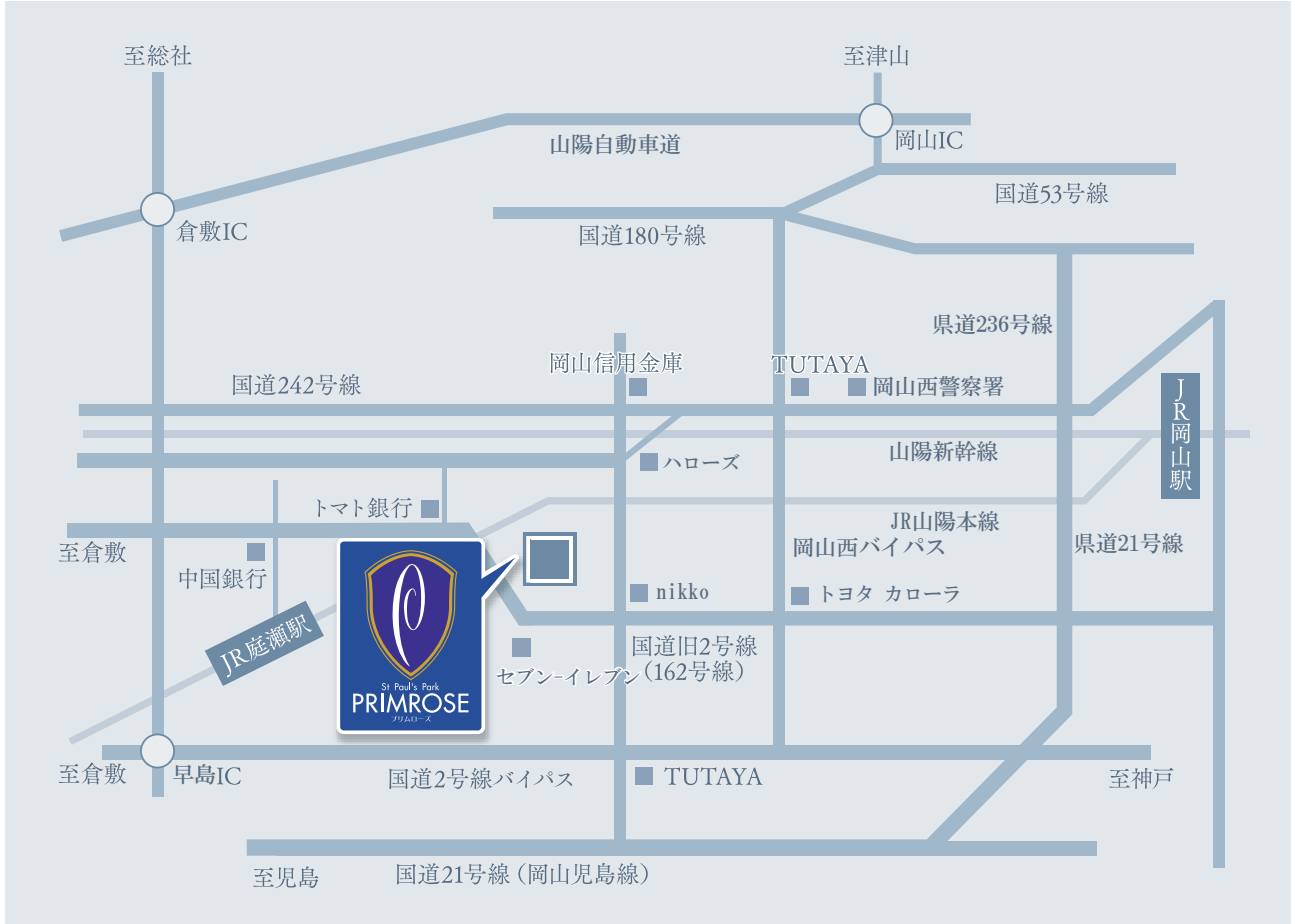 至総社
至津山
山陽自動車道
岡山IC
国道53号線
倉敷IC
国道180号線
県道236号線
岡山信用金庫
TUTAYA
国道242号線
岡山西警察署
JR岡山駅
山陽新幹線
ハローズ
トマト銀行
JR山陽本線
至倉敷
岡山西バイパス
県道21号線
中国銀行
nikko
トヨタ カローラ
JR庭瀬駅
国道旧2号線
(162号線)
セブン-イレブン
St Paul's Park
PRIMROSE
プリムローズ
至倉敷
早島IC
国道2号線バイパス
TUTAYA
至神戸
至児島
国道21号線(岡山児島線)